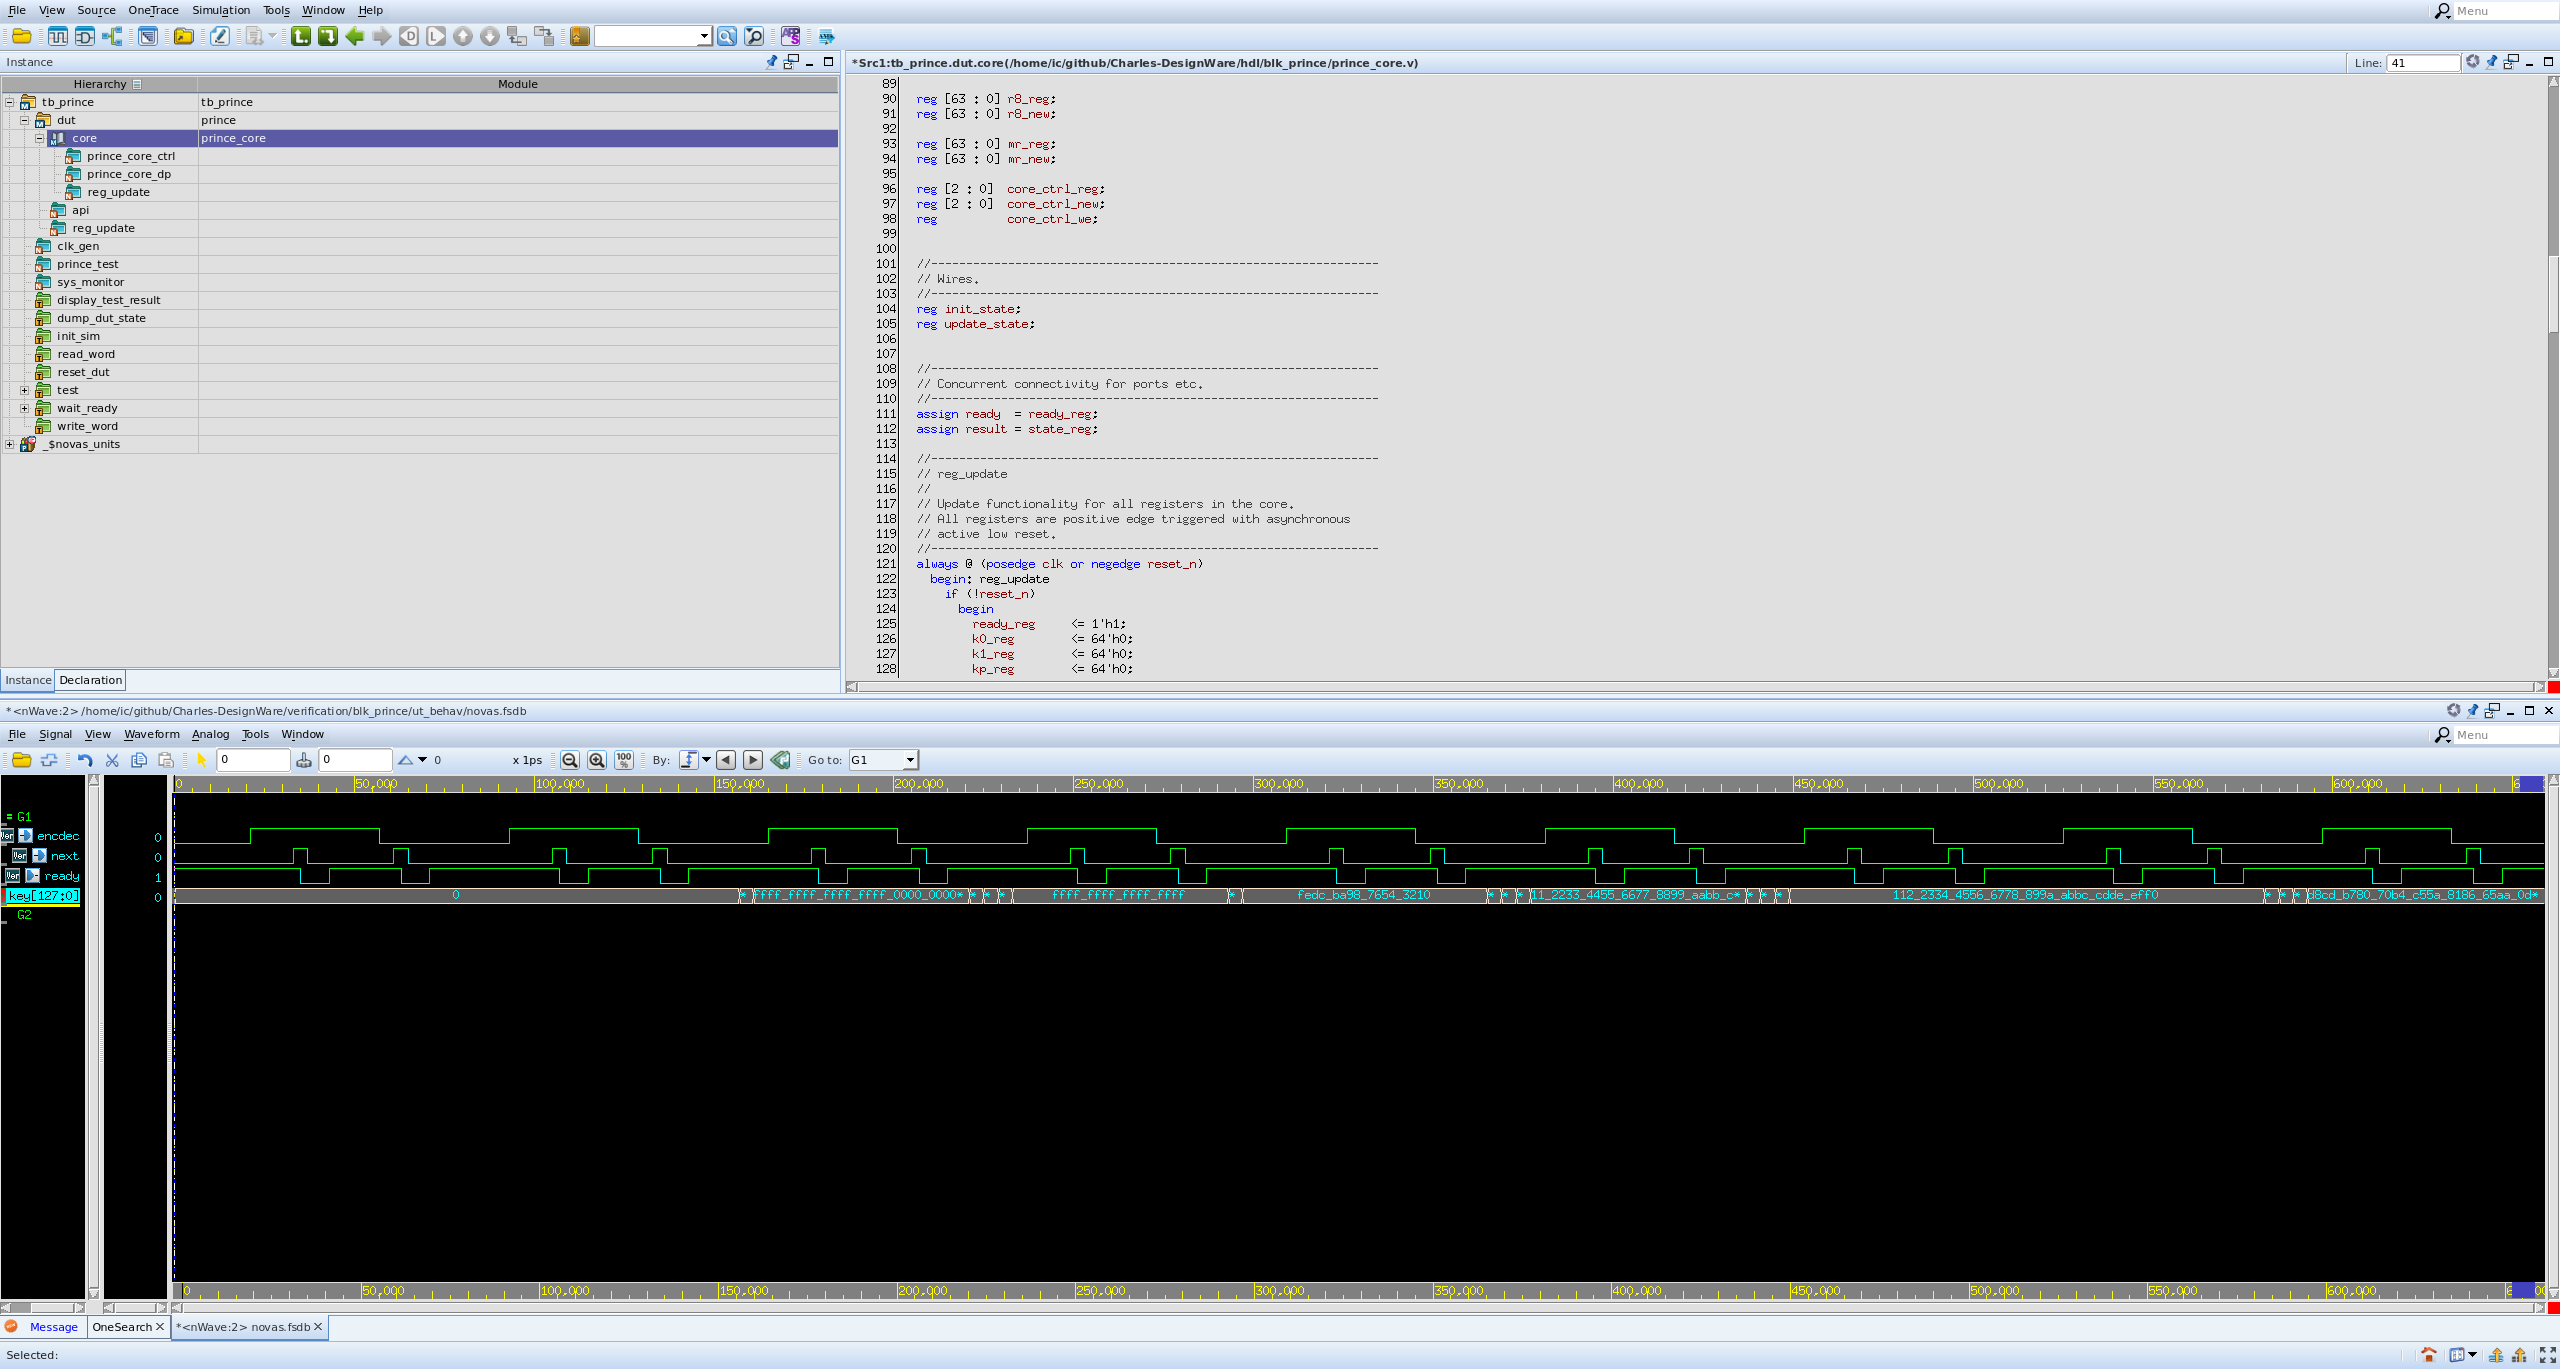 File View Source OneTrace Simulation Tools Window Help
Menu
Instance
*Src1:tb_prince.dut.core(/home/ic/github/Charles-DesignWare/hdl/blk_prince/prince_core.v)
Line: 41
Hierarchy Module
tb_prince tb_prince
dut prince
core prince_core
prince_core_ctrl
prince_core_dp
reg_update
api
reg_update
clk_gen
prince_test
sys_monitor
display_test_result
dump_dut_state
init_sim
read_word
reset_dut
test
wait_ready
write_word
_$novas_units
Instance Declaration
89
90 reg [63 : 0] r8_reg;
91 reg [63 : 0] r8_new;
92
93 reg [63 : 0] mr_reg;
94 reg [63 : 0] mr_new;
95
96 reg [2 : 0] core_ctrl_reg;
97 reg [2 : 0] core_ctrl_new;
98 reg core_ctrl_we;
99
100
101 //----------------------------------------------------------------
102 // Wires.
103 //----------------------------------------------------------------
104 reg init_state;
105 reg update_state;
106
107
108 //----------------------------------------------------------------
109 // Concurrent connectivity for ports etc.
110 //----------------------------------------------------------------
111 assign ready = ready_reg;
112 assign result = state_reg;
113
114 //----------------------------------------------------------------
115 // reg_update
116 //
117 // Update functionality for all registers in the core.
118 // All registers are positive edge triggered with asynchronous
119 // active low reset.
120 //----------------------------------------------------------------
121 always @ (posedge clk or negedge reset_n)
122 begin: reg_update
123 if (!reset_n)
124 begin
125 ready_reg <= 1'h1;
126 k0_reg <= 64'h0;
127 k1_reg <= 64'h0;
128 kp_reg <= 64'h0;
*<nWave:2> /home/ic/github/Charles-DesignWare/verification/blk_prince/ut_behav/novas.fsdb
File Signal View Waveform Analog Tools Window
Menu
0 0 0 x 1ps 100% By: Go to: G1
0 50,000 100,000 150,000 200,000 250,000 300,000 350,000 400,000 450,000 500,000 550,000 600,000 6
= G1
encdec 0
next 0
ready 1
key[127:0] 0 0 * ffff_ffff_ffff_ffff_0000_0000* * * * ffff_ffff_ffff_ffff * fedc_ba98_7654_3210 * * * 11_2233_4455_6677_8899_aabb_c* * * * 112_2334_4556_6778_899a_abbc_cdde_eff0 * * * d8cd_b780_70b4_c55a_8186_65aa_0d*
G2
0 50,000 100,000 150,000 200,000 250,000 300,000 350,000 400,000 450,000 500,000 550,000 600,000
Message OneSearch *<nWave:2> novas.fsdb
Selected: